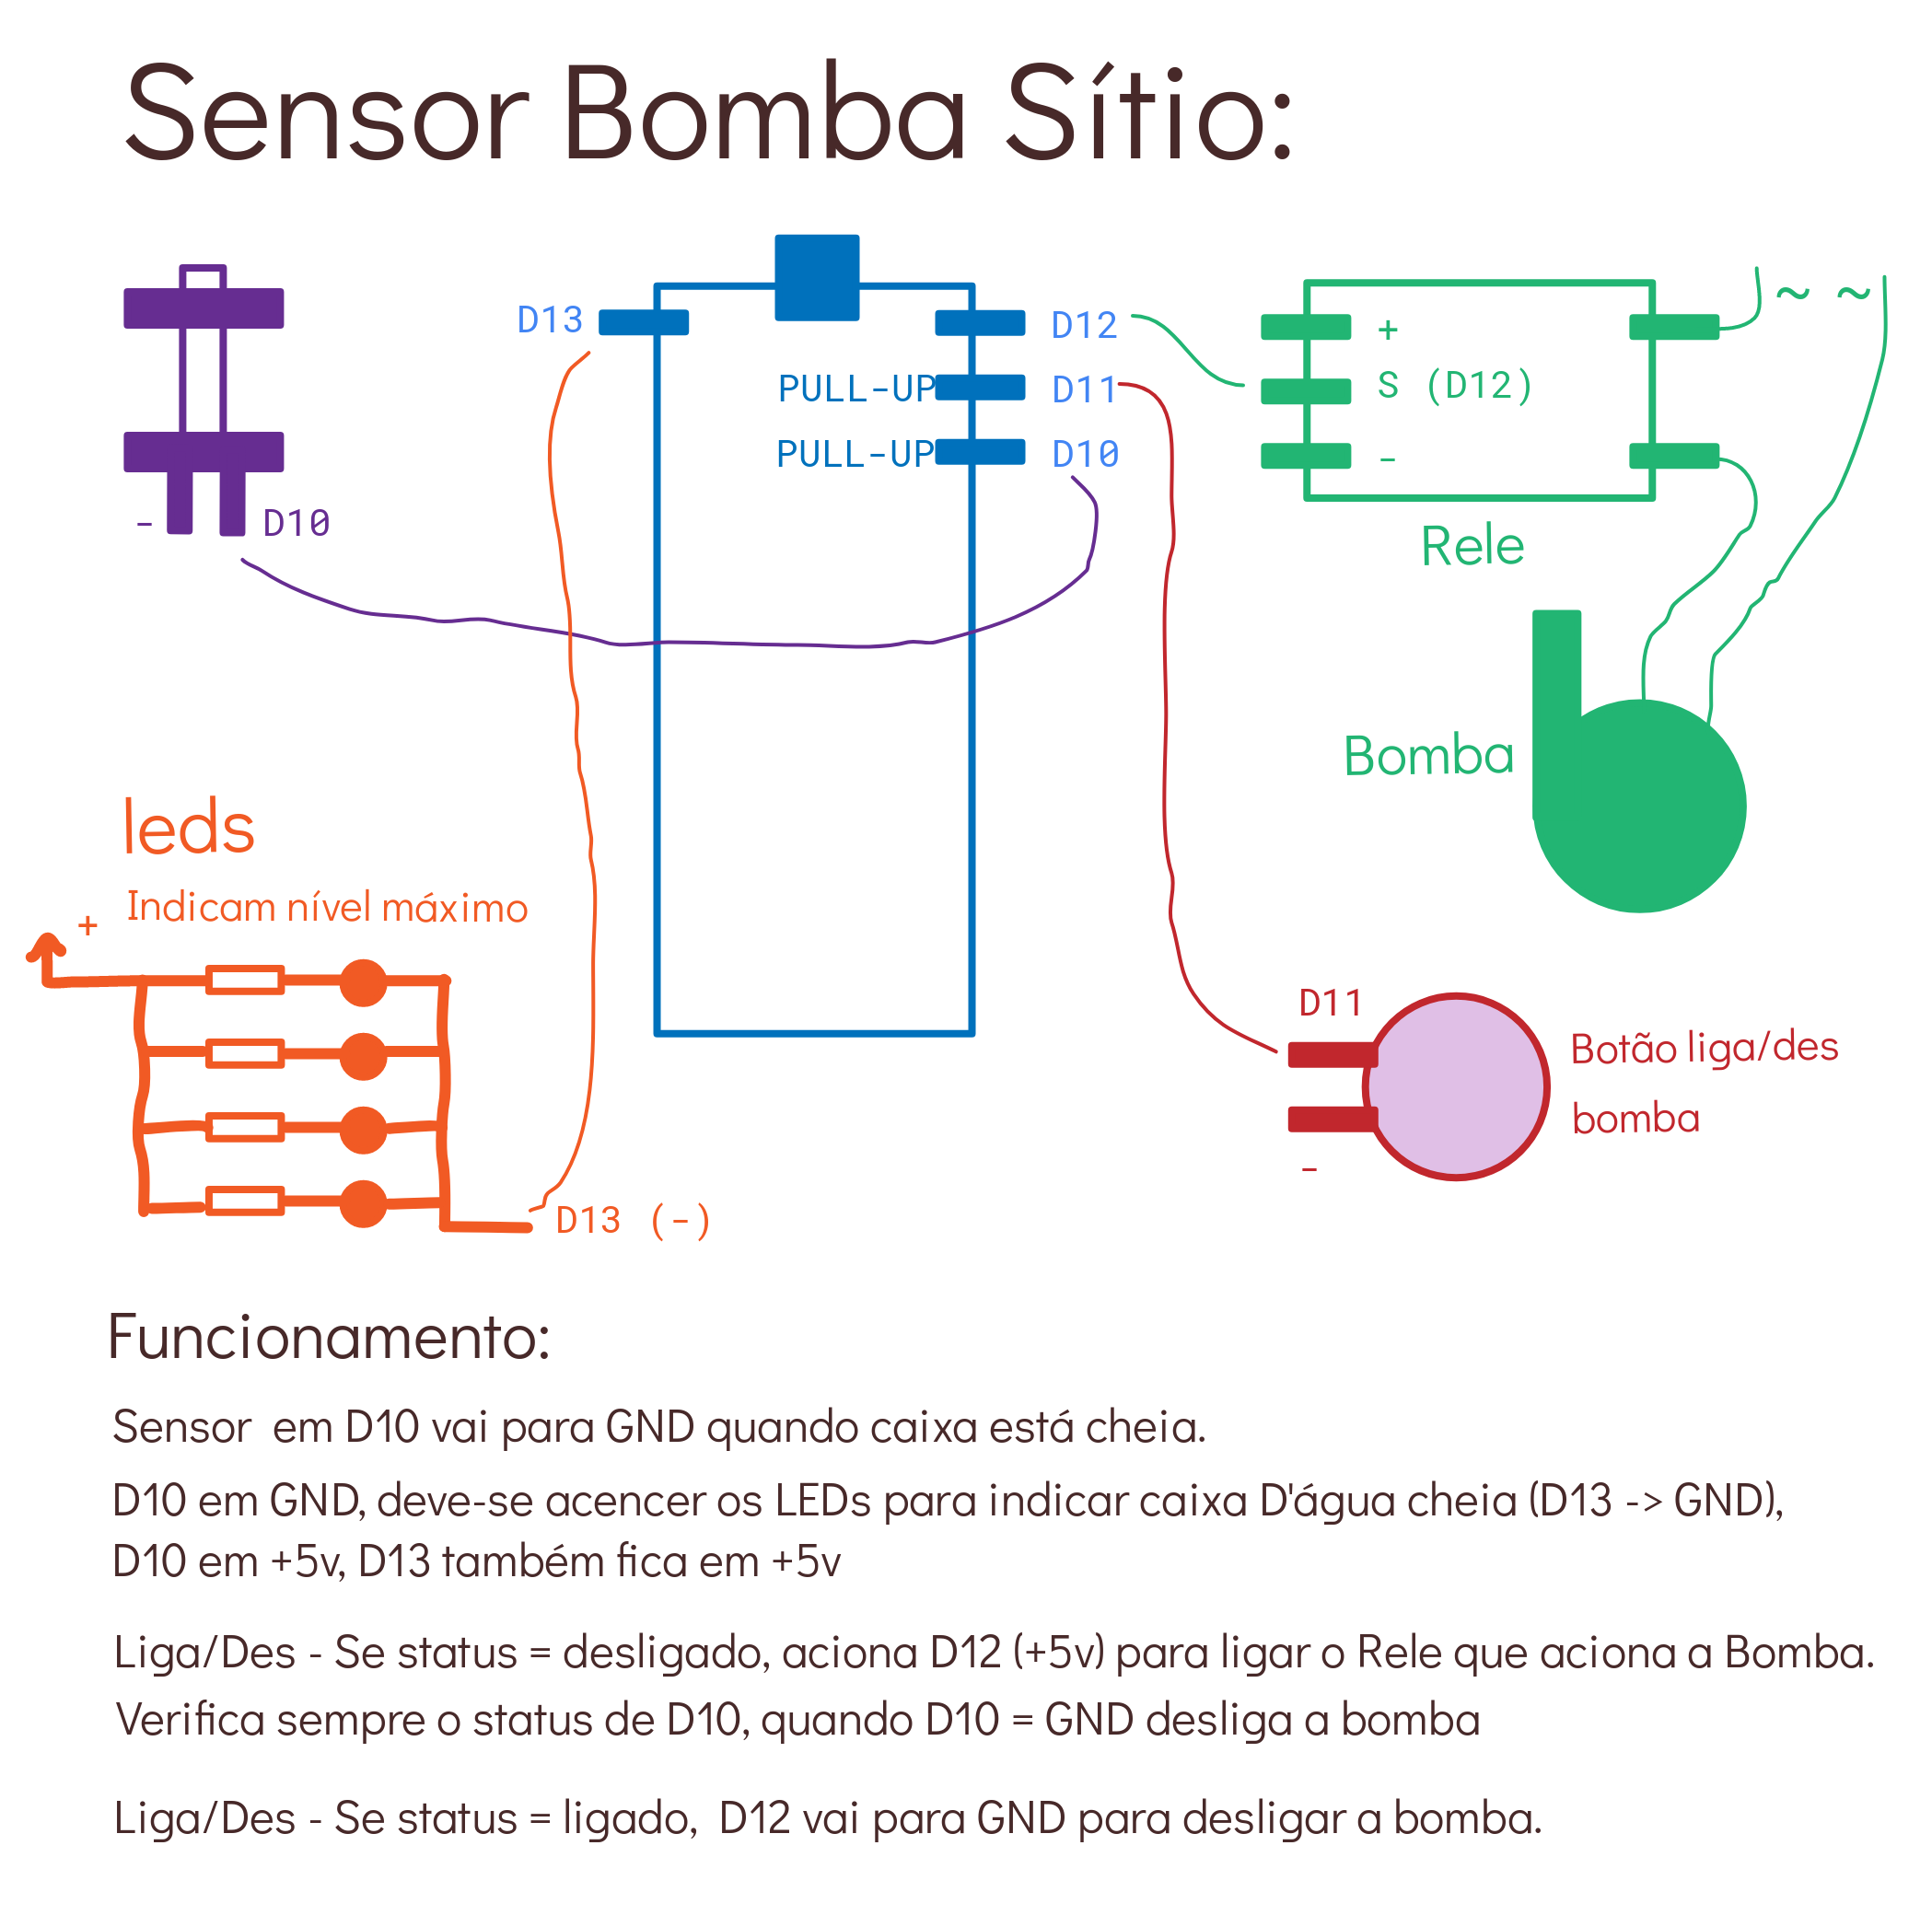 Sensor Bomba Sítio:
D13
D12
PULL-UP
D11
PULL-UP
D10
+
S (D12)
-
~ ~
Rele
- D10
Bomba
leds
Indicam nível máximo
+
D13 (-)
D11
-
Botão liga/des
bomba
Funcionamento:
Sensor em D10 vai para GND quando caixa está cheia.
D10 em GND, deve-se acencer os LEDs para indicar caixa D'água cheia (D13 -> GND),
D10 em +5v, D13 também fica em +5v
Liga/Des - Se status = desligado, aciona D12 (+5v) para ligar o Rele que aciona a Bomba.
Verifica sempre o status de D10, quando D10 = GND desliga a bomba
Liga/Des - Se status = ligado, D12 vai para GND para desligar a bomba.